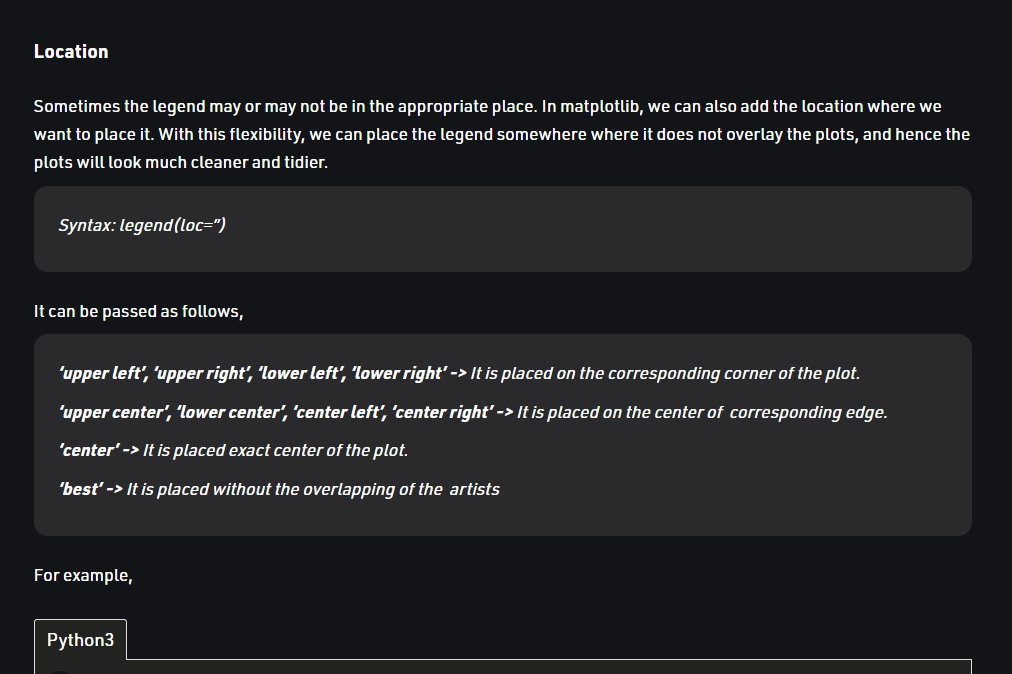 Location
Sometimes the legend may or may not be in the appropriate place. In matplotlib, we can also add the location where we
want to place it. With this flexibility, we can place the legend somewhere where it does not overlay the plots, and hence the
plots will look much cleaner and tidier.
Syntax: legend(loc=”)
It can be passed as follows,
‘upper left’, ‘upper right’, ‘lower left’, ‘lower right’ -> It is placed on the corresponding corner of the plot.
‘upper center’, ‘lower center’, ‘center left’, ‘center right’ -> It is placed on the center of  corresponding edge.
‘center’ -> It is placed exact center of the plot.
‘best’ -> It is placed without the overlapping of the  artists
For example,
Python3